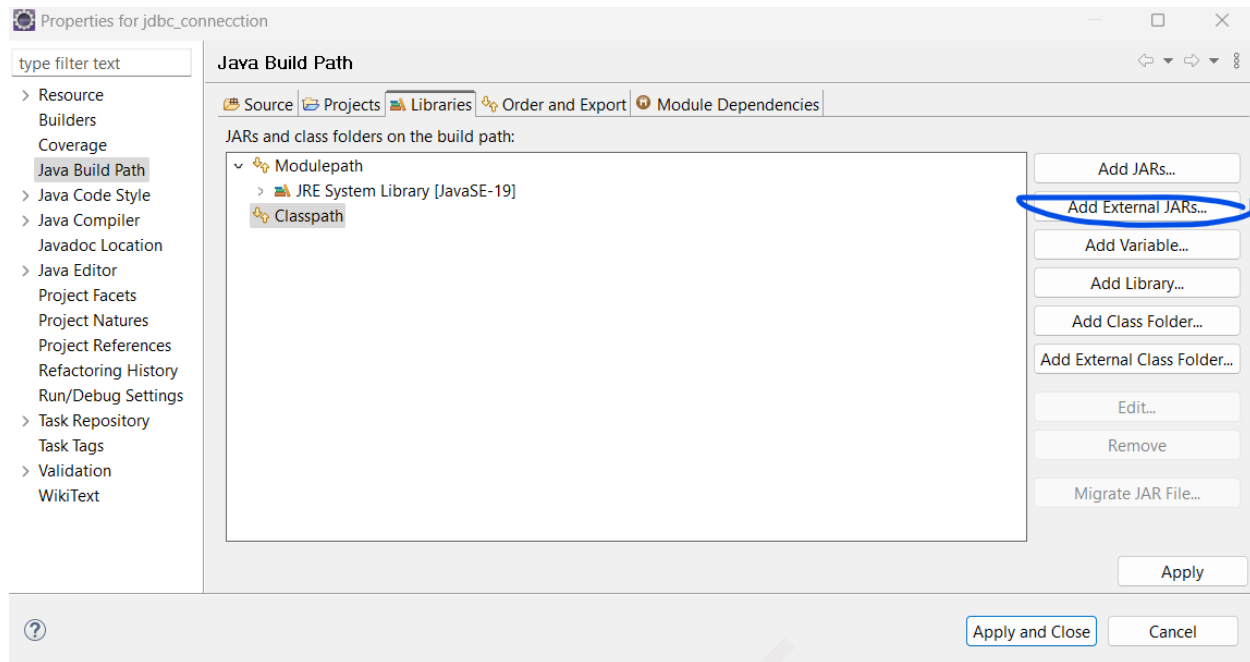 Properties for jdbc_connecction
type filter text
Resource
Builders
Coverage
Java Build Path
Java Code Style
Java Compiler
Javadoc Location
Java Editor
Project Facets
Project Natures
Project References
Refactoring History
Run/Debug Settings
Task Repository
Task Tags
Validation
WikiText
Java Build Path
Source Projects Libraries Order and Export Module Dependencies
JARs and class folders on the build path:
Modulepath
JRE System Library [JavaSE-19]
Classpath
Add JARs...
Add External JARs...
Add Variable...
Add Library...
Add Class Folder...
Add External Class Folder...
Edit...
Remove
Migrate JAR File...
Apply
Apply and Close Cancel